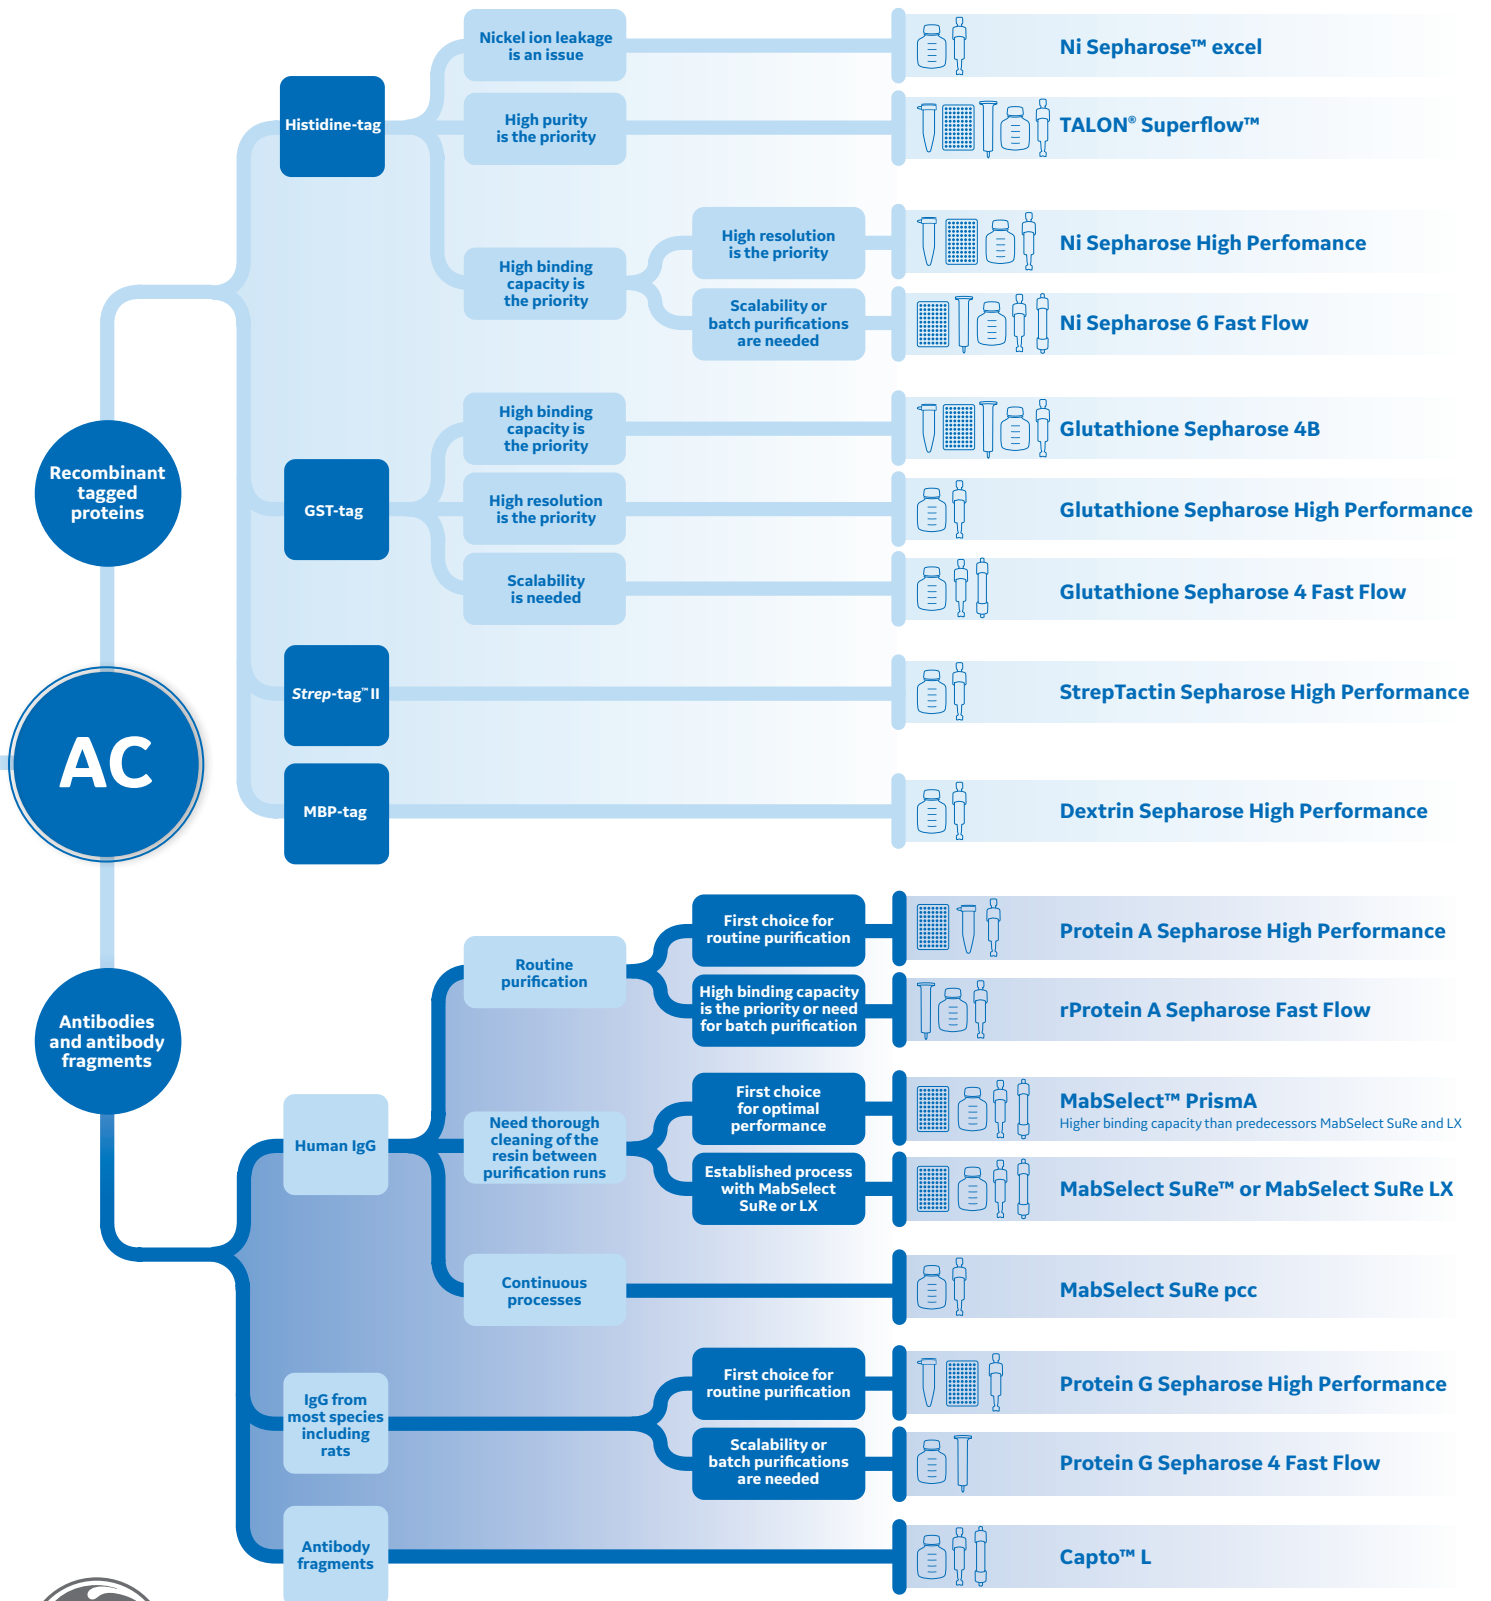 Nickel ion leakage
is an issue
Ni Sepharose™ excel
Histidine-tag
High purity
is the priority
TALON® Superflow™
High binding
capacity is
the priority
High resolution
is the priority
Ni Sepharose High Perfomance
Scalability or
batch purifications
are needed
Ni Sepharose 6 Fast Flow
Recombinant
tagged
proteins
GST-tag
High binding
capacity is
the priority
Glutathione Sepharose 4B
High resolution
is the priority
Glutathione Sepharose High Performance
Scalability
is needed
Glutathione Sepharose 4 Fast Flow
Strep-tag™ II
StrepTactin Sepharose High Performance
AC
MBP-tag
Dextrin Sepharose High Performance
Antibodies
and antibody
fragments
Human IgG
Routine
purification
First choice for
routine purification
Protein A Sepharose High Performance
High binding capacity
is the priority or need
for batch purification
rProtein A Sepharose Fast Flow
Need thorough
cleaning of the
resin between
purification runs
First choice
for optimal
performance
MabSelect™ PrismA
Higher binding capacity than predecessors MabSelect SuRe and LX
Established process
with MabSelect
SuRe or LX
MabSelect SuRe™ or MabSelect SuRe LX
Continuous
processes
MabSelect SuRe pcc
IgG from
most species
including
rats
First choice for
routine purification
Protein G Sepharose High Performance
Scalability or
batch purifications
are needed
Protein G Sepharose 4 Fast Flow
Antibody
fragments
Capto™ L